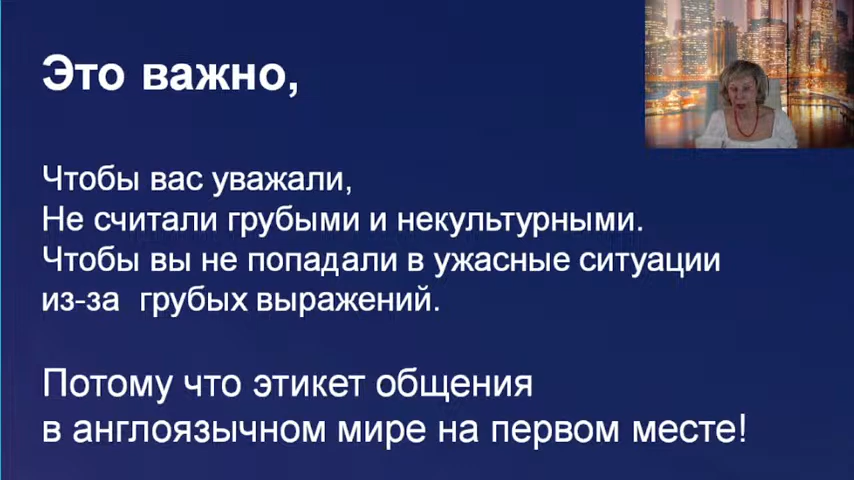 Это важно,
Чтобы вас уважали,
Не считали грубыми и некультурными.
Чтобы вы не попадали в ужасные ситуации
из-за грубых выражений.
Потому что этикет общения
в англоязычном мире на первом месте!